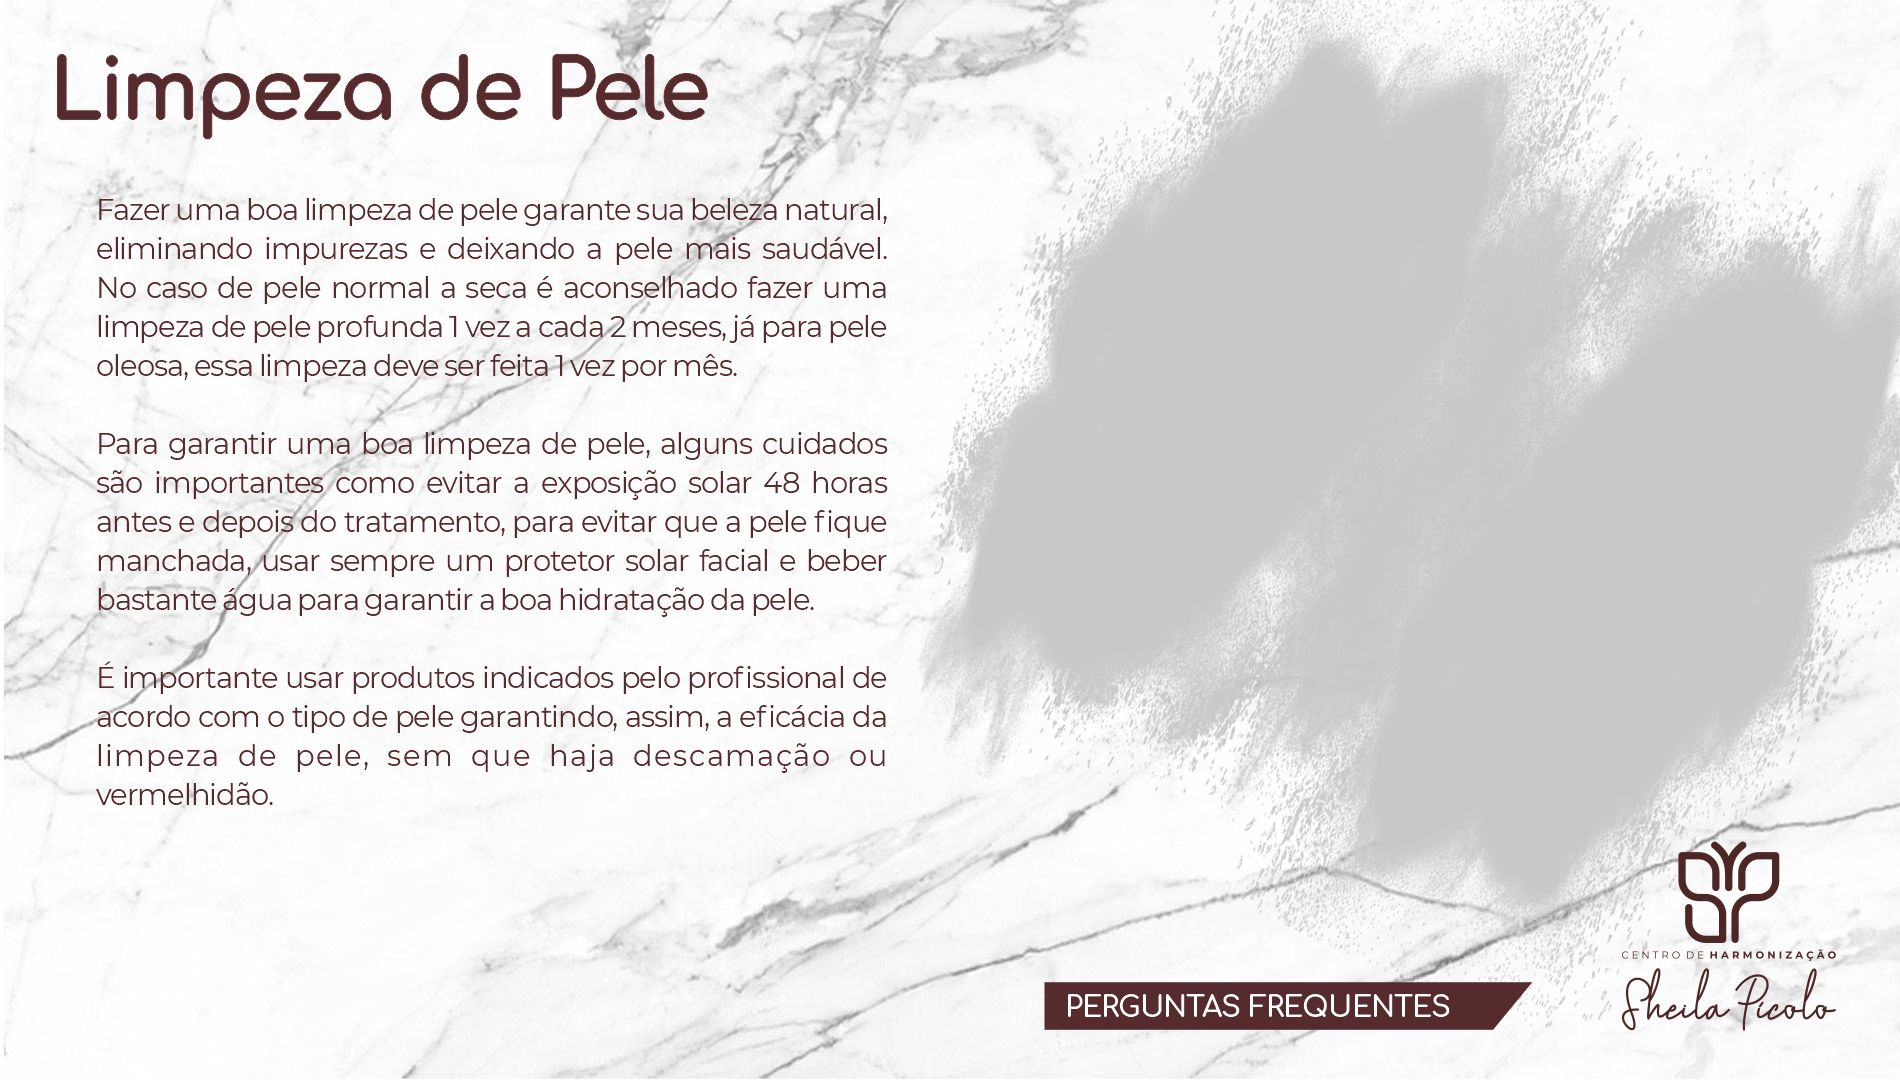 Limpeza de Pele
Fazer uma boa limpeza de pele garante sua beleza natural,
eliminando impurezas e deixando a pele mais saudável.
No caso de pele normal a seca é aconselhado fazer uma
limpeza de pele profunda 1 vez a cada 2 meses, já para pele
oleosa, essa limpeza deve ser feita 1 vez por mês.
Para garantir uma boa limpeza de pele, alguns cuidados
são importantes como evitar a exposição solar 48 horas
antes e depois do tratamento, para evitar que a pele fique
manchada, usar sempre um protetor solar facial e beber
bastante água para garantir a boa hidratação da pele.
É importante usar produtos indicados pelo profissional de
acordo com o tipo de pele garantindo, assim, a eficácia da
limpeza de pele, sem que haja descamação ou
vermelhidão.
CENTRO DE HARMONIZAÇÃO
Sheila Picolo
PERGUNTAS FREQUENTES